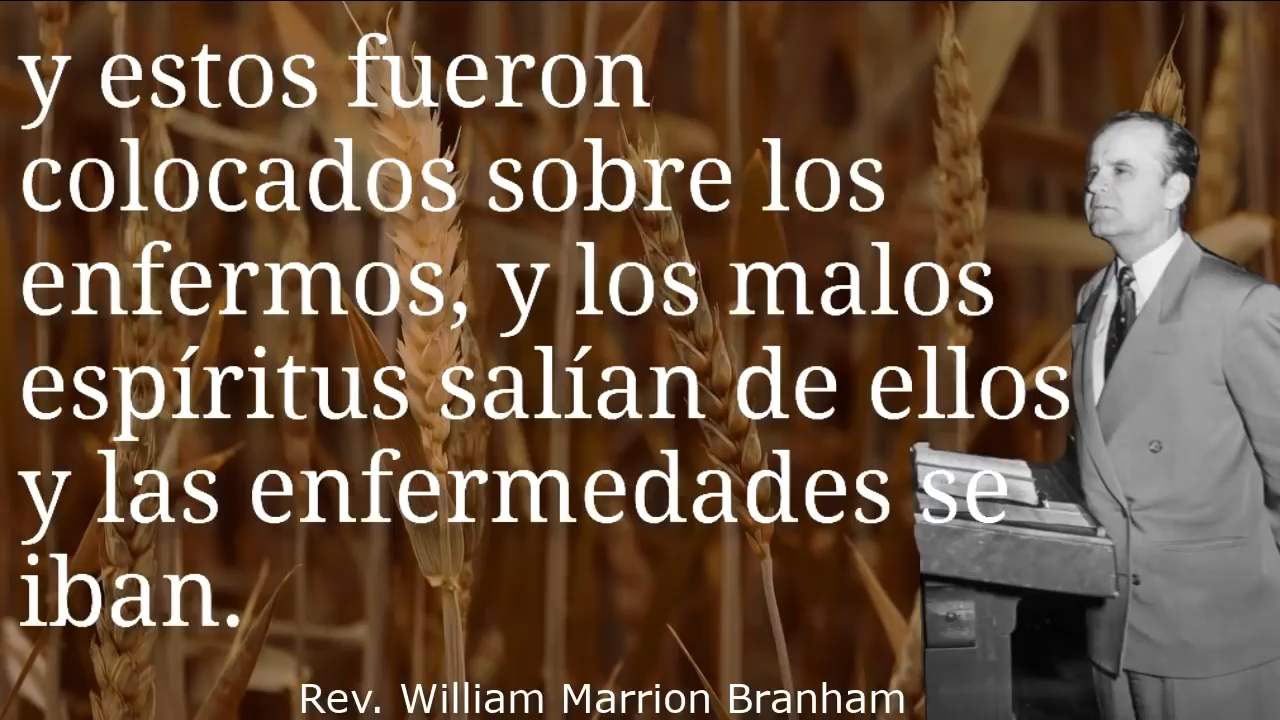 y estos fueron
colocados sobre los
enfermos, y los malos
espíritus salían de ellos
y las enfermedades se
iban.
Rev. William Marrion Branham